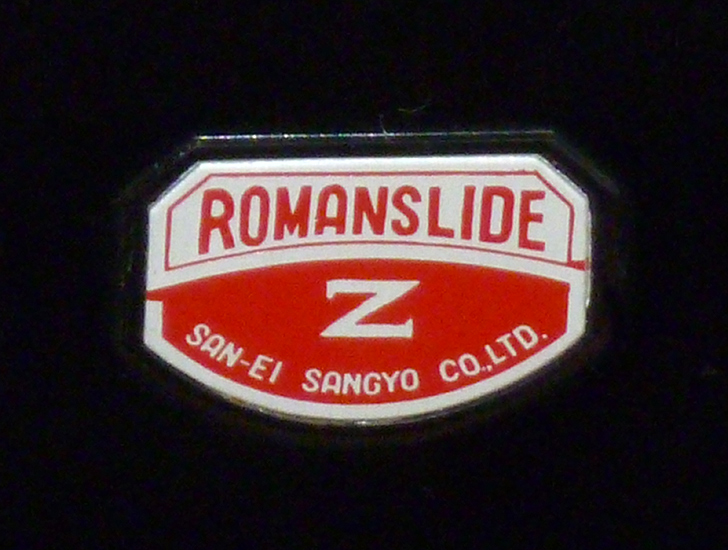 ROMANSLIDE
Z
SAN-EI SANGYO CO.,LTD.